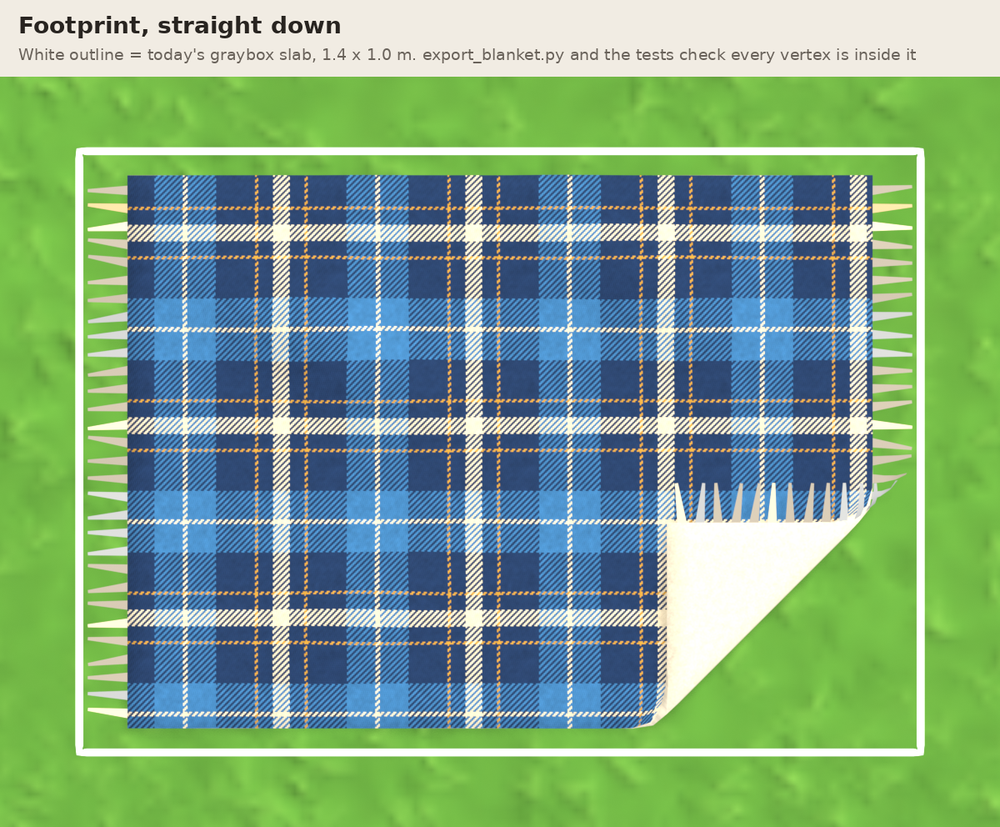 Footprint, straight down
White outline = today's graybox slab, 1.4 x 1.0 m. export_blanket.py and the tests check every vertex is inside it